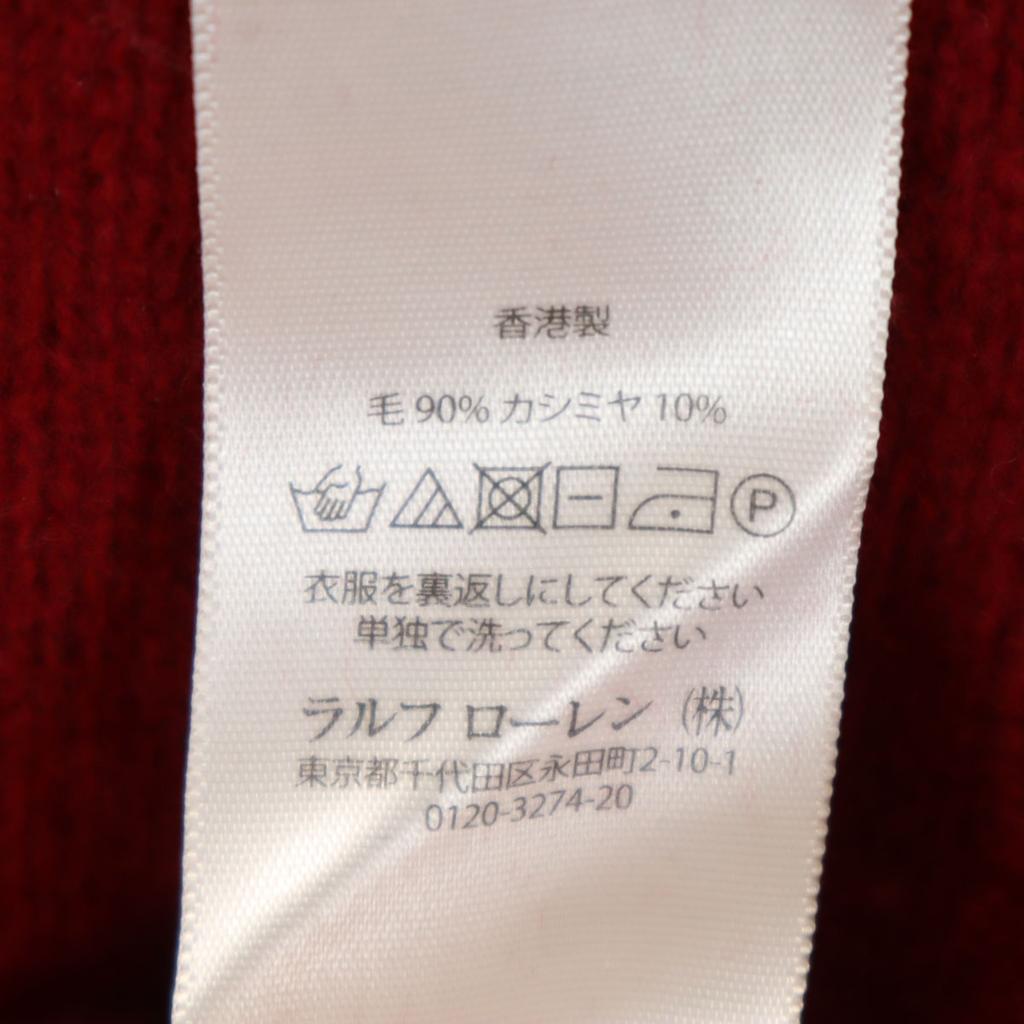 香港製
毛 90% カシミヤ 10%
P
衣服を裏返しにしてください
単独で洗ってください
ラルフ ローレン (株)
東京都千代田区永田町2-10-1
0120-3274-20